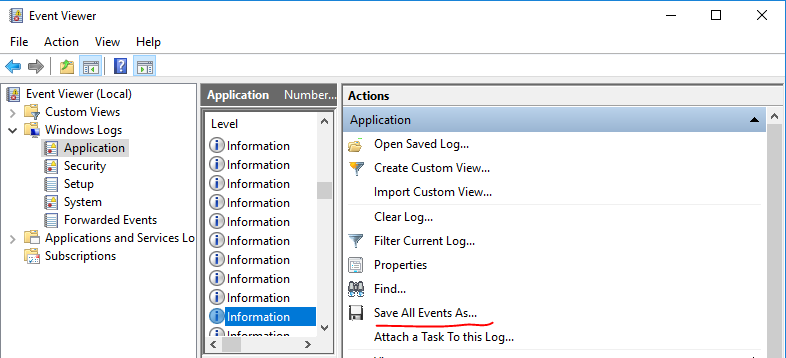 Event Viewer
File Action View Help
Event Viewer (Local)
Custom Views
Windows Logs
Application
Security
Setup
System
Forwarded Events
Applications and Services Lo
Subscriptions
Application Number...
Level
Information
Information
Information
Information
Information
Information
Information
Information
Information
Information
Information
Actions
Application
Open Saved Log...
Create Custom View...
Import Custom View...
Clear Log...
Filter Current Log...
Properties
Find...
Save All Events As...
Attach a Task To this Log...